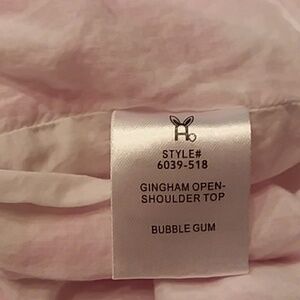 STYLE#
6039-518
GINGHAM OPEN-
SHOULDER TOP
BUBBLE GUM